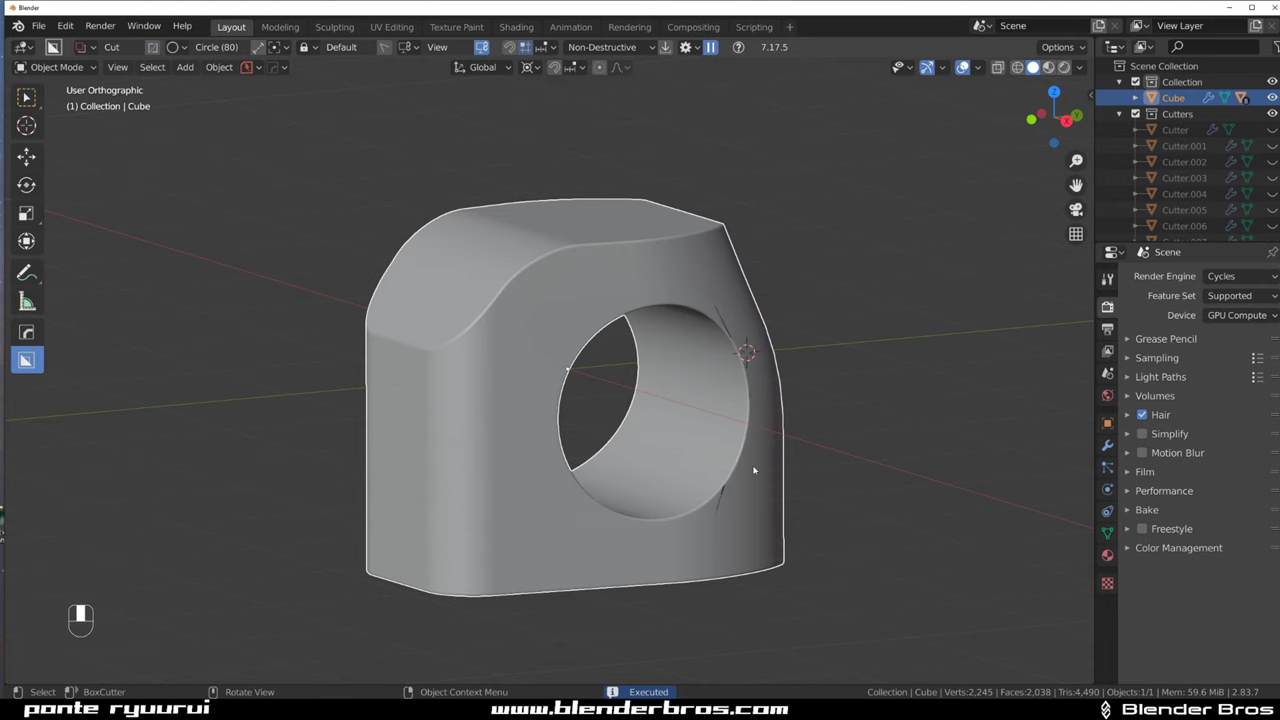 Blender
File Edit Render Window Help Layout Modeling Sculpting UV Editing Texture Paint Shading Animation Rendering Compositing Scripting + Scene View Layer
Cut Circle (80) Default View Non-Destructive 7.17.5 Options
Object Mode View Select Add Object Global
User Orthographic
(1) Collection | Cube
Z
Y
X
Scene Collection
Collection
Cube
Cutters
Cutter
Cutter.001
Cutter.002
Cutter.003
Cutter.004
Cutter.005
Cutter.006
Scene
Render Engine Cycles
Feature Set Supported
Device GPU Compute
Grease Pencil
Sampling
Light Paths
Volumes
Hair
Simplify
Motion Blur
Film
Performance
Bake
Freestyle
Color Management
Select BoxCutter Rotate View Object Context Menu Executed Collection | Cube Verts:2,245 Faces:2,038 Tris:4,490 Objects:1/1 Mem: 59.6 MiB 2.83.7
ponte ryuurui www.blenderbros.com Blender Bros